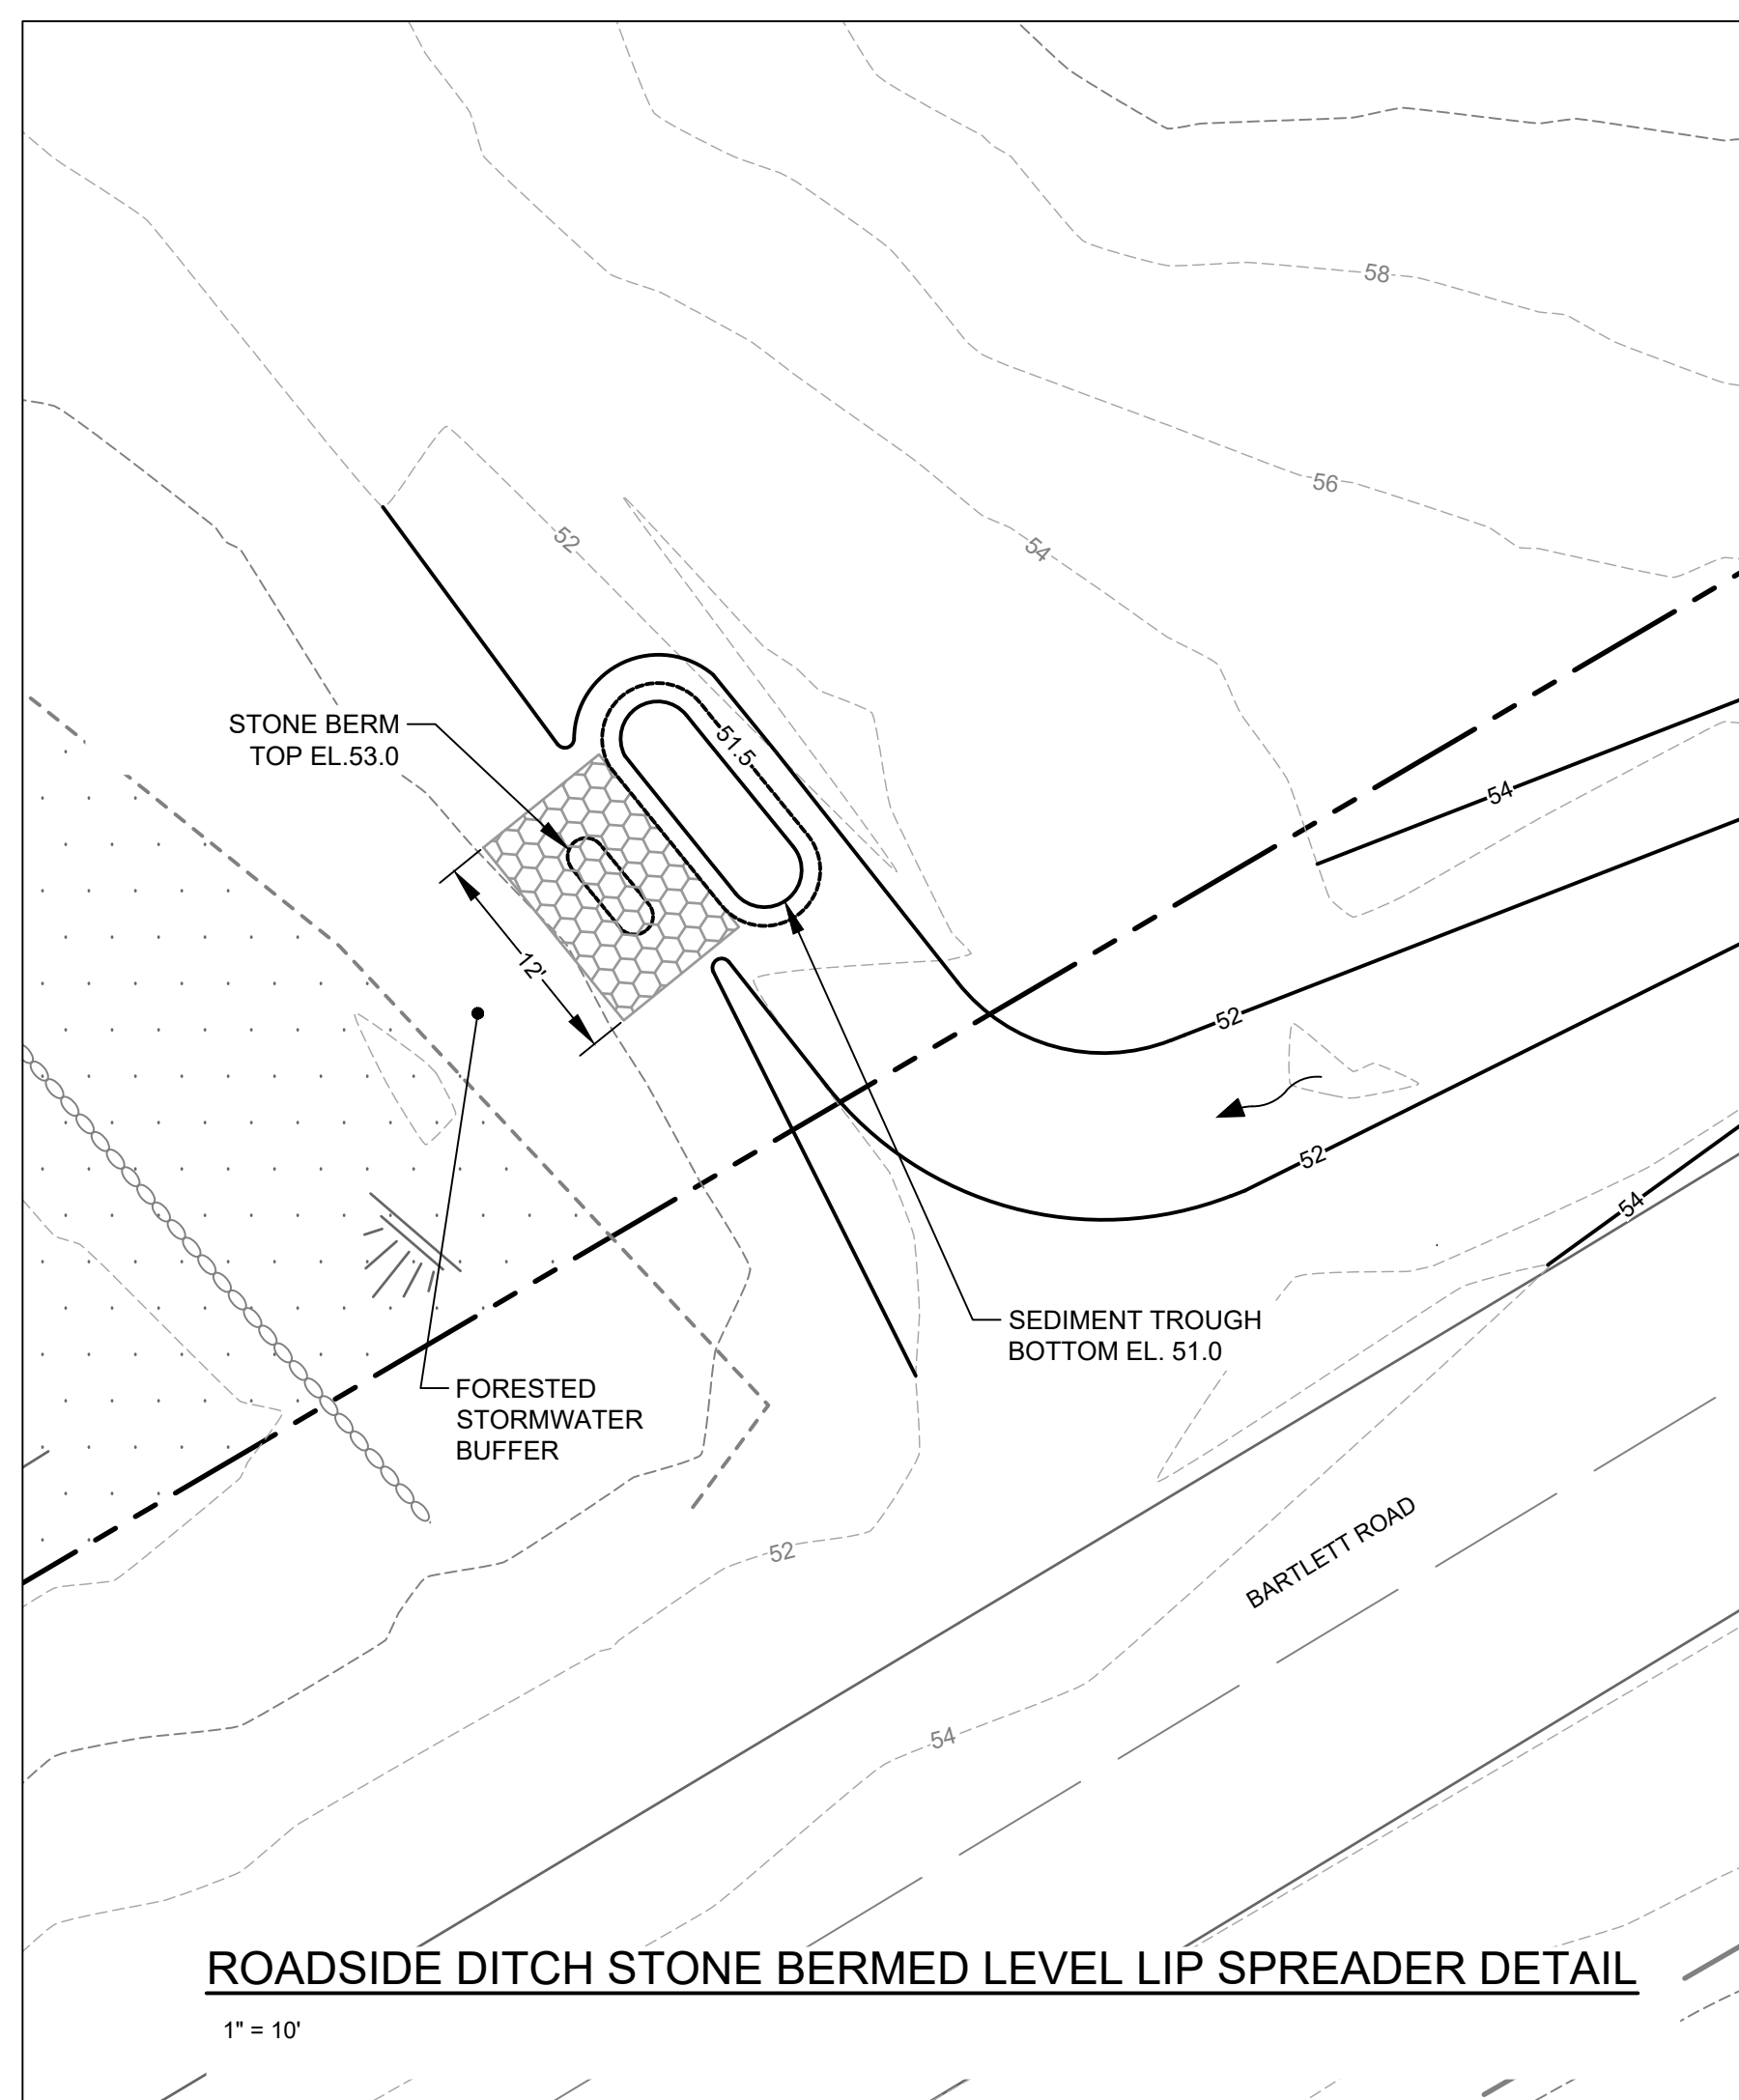 58
56
52
54
STONE BERM
TOP EL.53.0
51.5
54
12'
52
52
54
SEDIMENT TROUGH
BOTTOM EL. 51.0
FORESTED
STORMWATER
BUFFER
52
BARTLETT ROAD
54
ROADSIDE DITCH STONE BERMED LEVEL LIP SPREADER DETAIL
1" = 10'